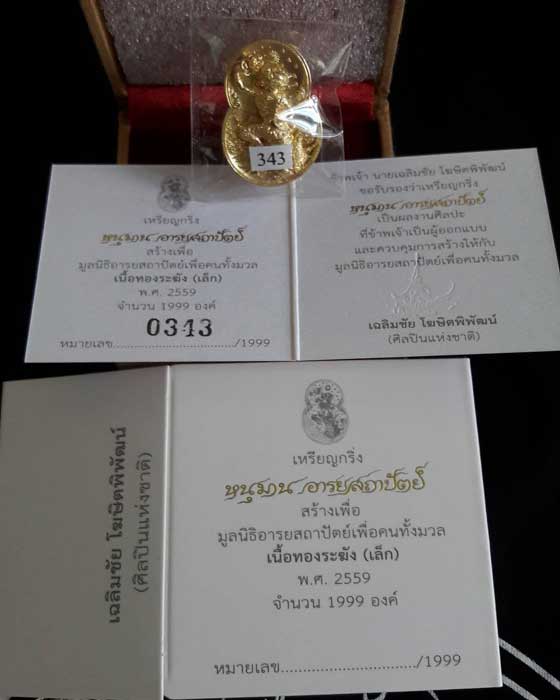 343
เหรียญกริ่ง
หนุมาน อารยสถาปัตย์
สร้างเพื่อ
มูลนิธิอารยสถาปัตย์เพื่อคนทั้งมวล
เนื้อทองระฆัง (เล็ก)
พ.ศ. 2559
จำนวน 1999 องค์
0343
หมายเลข............................../1999
ข้าพเจ้า นายเฉลิมชัย โฆษิตพิพัฒน์
ขอรับรองว่าเหรียญกริ่ง
หนุมาน อารยสถาปัตย์
เป็นผลงานศิลปะ
ที่ข้าพเจ้าเป็นผู้ออกแบบ
และควบคุมการสร้างให้กับ
มูลนิธิอารยสถาปัตย์เพื่อคนทั้งมวล
เฉลิมชัย โฆษิตพิพัฒน์
(ศิลปินแห่งชาติ)
เฉลิมชัย โฆษิตพิพัฒน์
(ศิลปินแห่งชาติ)
เหรียญกริ่ง
หนุมาน อารยสถาปัตย์
สร้างเพื่อ
มูลนิธิอารยสถาปัตย์เพื่อคนทั้งมวล
เนื้อทองระฆัง (เล็ก)
พ.ศ. 2559
จำนวน 1999 องค์
หมายเลข............................../1999